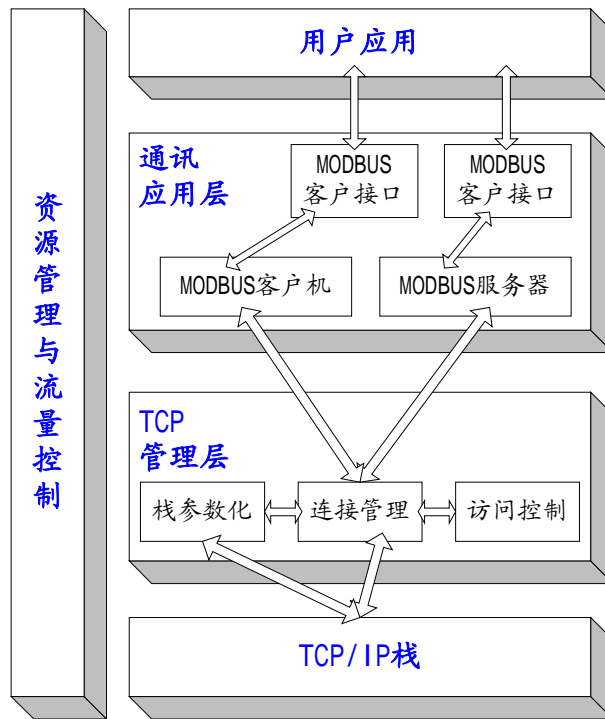 用户应用
通讯
应用层
MODBUS
客户接口
MODBUS
客户接口
MODBUS客户机
MODBUS服务器
资源管理与流量控制
TCP
管理层
栈参数化
连接管理
访问控制
TCP/IP栈